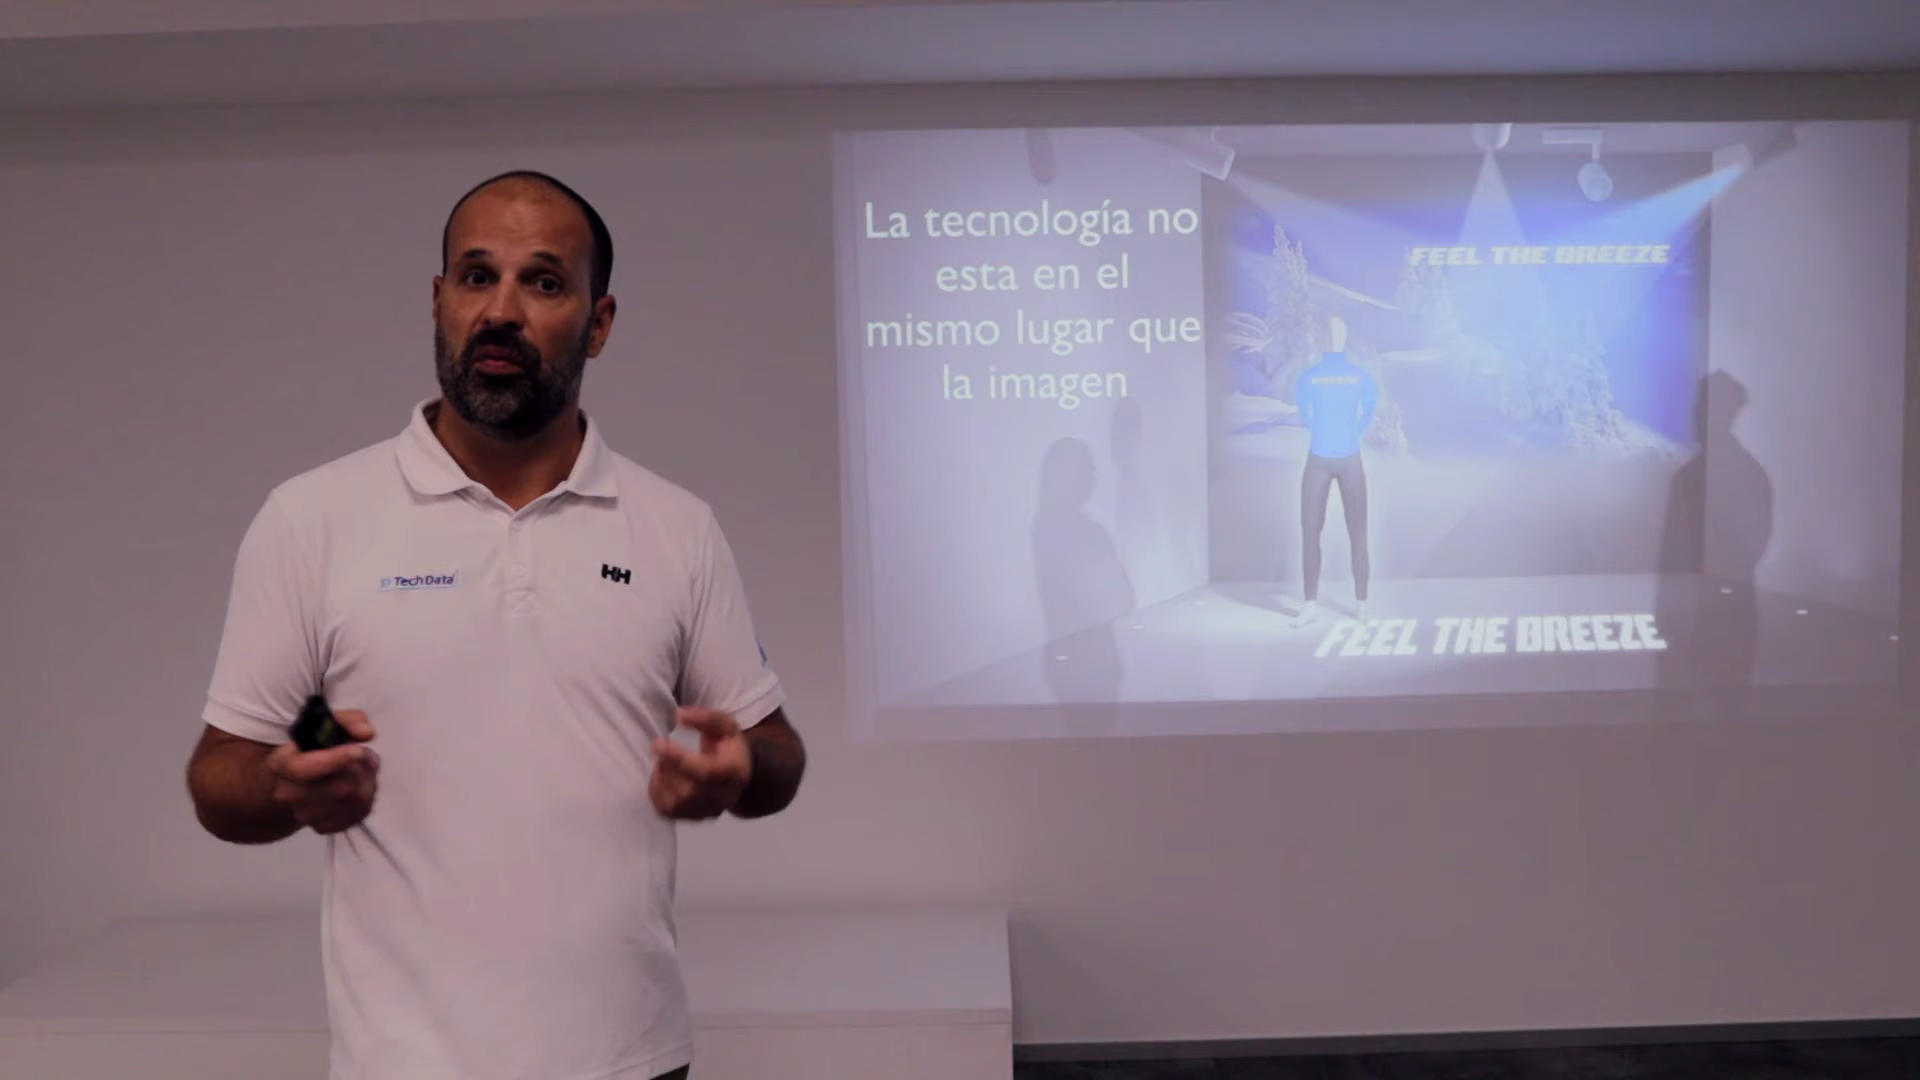 La tecnología no
esta en el
mismo lugar que
la imagen
FEEL THE BREEZE
FEEL THE BREEZE
Tech Data
HH